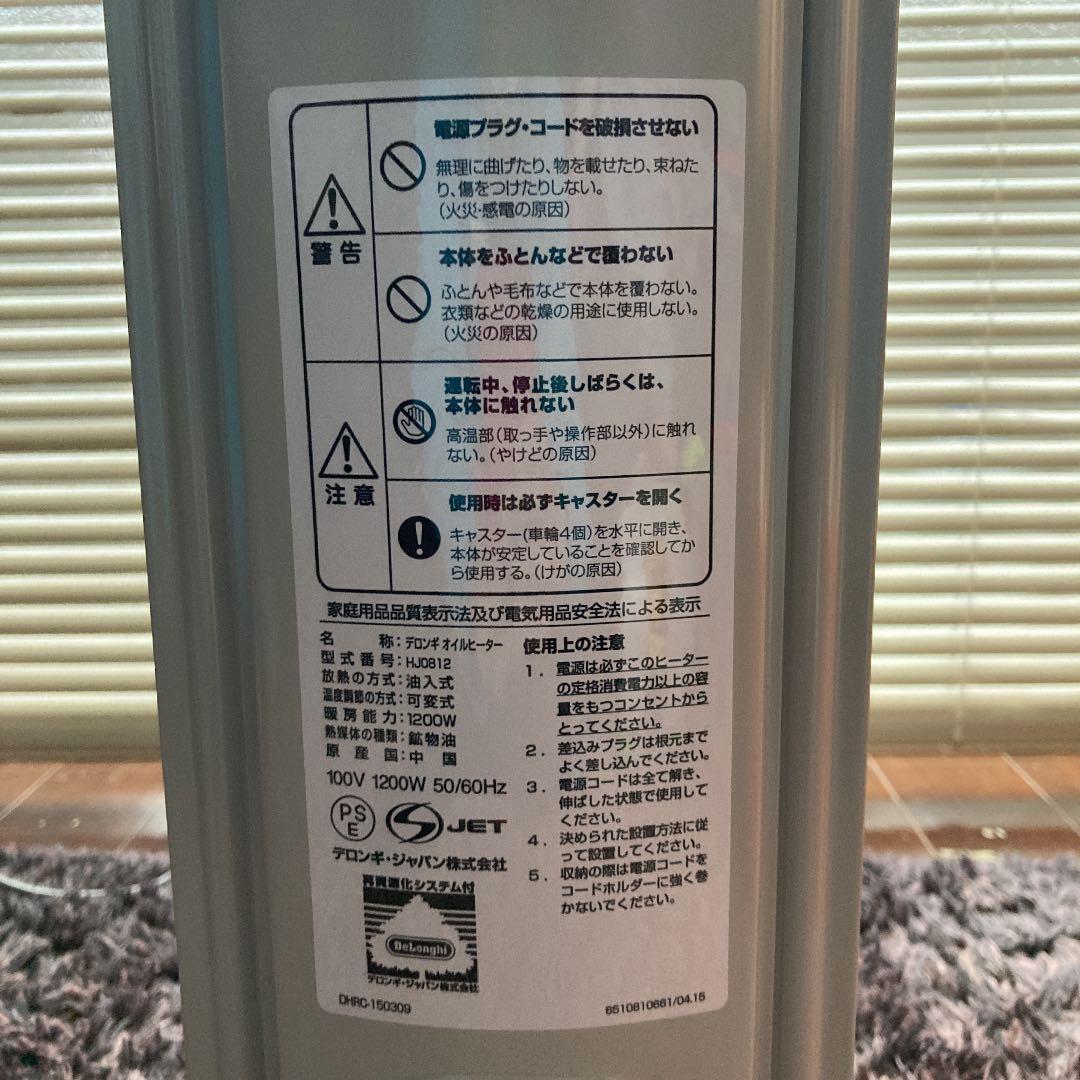 警告
電源プラグ・コードを破損させない
無理に曲げたり、物を載せたり、束ねた
り、傷をつけたりしない。
(火災・感電の原因)
本体をふとんなどで覆わない
ふとんや毛布などで本体を覆わない。
衣類などの乾燥の用途に使用しない。
(火災の原因)
注意
運転中、停止後しばらくは、
本体に触れない
高温部(取っ手や操作部以外)に触れ
ない。(やけどの原因)
使用時は必ずキャスターを開く
キャスター(車輪4個)を水平に開き、
本体が安定していることを確認してか
ら使用する。(けがの原因)
家庭用品品質表示法及び電気用品安全法による表示
名 称:デロンギ オイルヒーター
型式番号:HJ0812
放熱の方式:油入式
温度調節の方式:可変式
暖房能力:1200W
熱媒体の種類:鉱物油
原産国:中国
100V 1200W 50/60Hz
PS
E
JET
デロンギ・ジャパン株式会社
再資源化システム付
DeLonghi
デロンギ・ジャパン株式会社
DHRC-150309
使用上の注意
1. 電源は必ずこのヒーター
の定格消費電力以上の容
量をもつコンセントから
とってください。
2. 差込みプラグは根元まで
よく差し込んでください。
3. 電源コードは全て解き、
伸ばした状態で使用して
ください。
4. 決められた設置方法に従
って設置してください。
5. 収納の際は電源コードを
コードホルダーに強く巻
かないでください。
6510810661/04.15